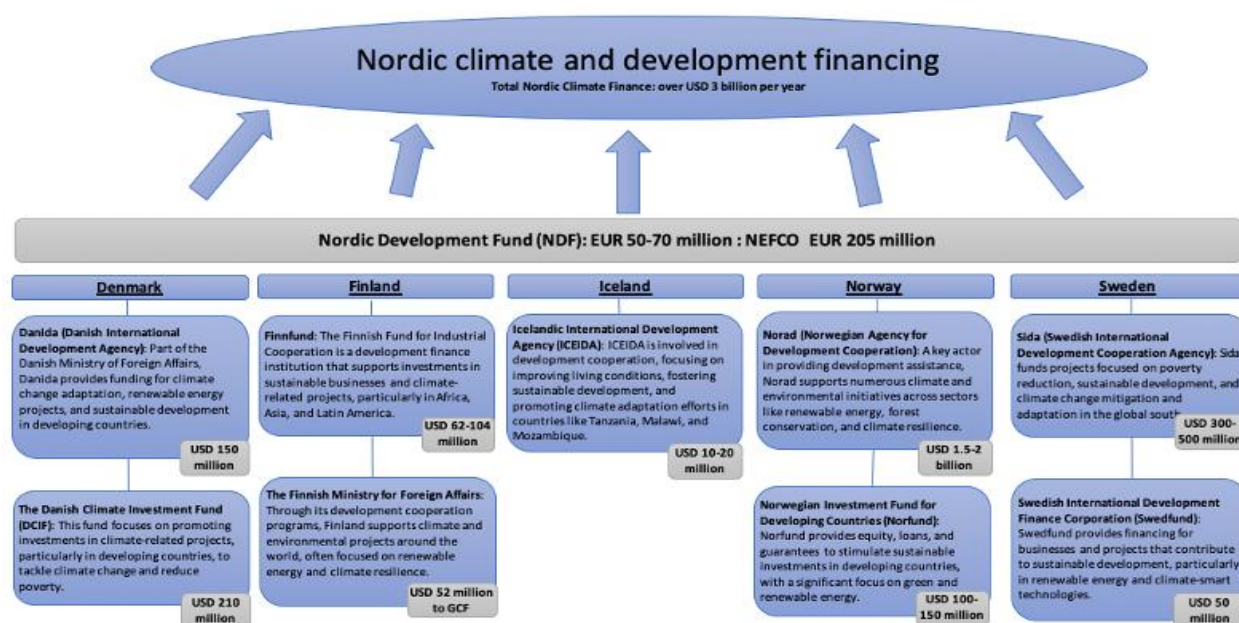 Nordic climate and development financing
Total Nordic Climate Finance: over USD 3 billion per year
Nordic Development Fund (NDF): EUR 50-70 million : NEFCO EUR 205 million
Denmark
Danida (Danish International
Development Agency): Part of the
Danish Ministry of Foreign Affairs,
Danida provides funding for climate
change adaptation, renewable energy
projects, and sustainable development
in developing countries.
USD 150
million
The Danish Climate Investment Fund
(DCIF): This fund focuses on promoting
investments in climate-related projects,
particularly in developing countries, to
tackle climate change and reduce
poverty.
USD 210
million
Finland
Finnfund: The Finnish Fund for Industrial
Cooperation is a development finance
institution that supports investments in
sustainable businesses and climate-
related projects, particularly in Africa,
Asia, and Latin America.
USD 62-104
million
The Finnish Ministry for Foreign Affairs:
Through its development cooperation
programs, Finland supports climate and
environmental projects around the
world, often focused on renewable
energy and climate resilience.
USD 52 million
to GCF
Iceland
Icelandic International Development
Agency (ICEIDA): ICEIDA is involved in
development cooperation, focusing on
improving living conditions, fostering
sustainable development, and
promoting climate adaptation efforts in
countries like Tanzania, Malawi, and
Mozambique.
USD 10-20
million
Norway
Norad (Norwegian Agency for
Development Cooperation): A key actor
in providing development assistance,
Norad supports numerous climate and
environmental initiatives across sectors
like renewable energy, forest
conservation, and climate resilience.
USD 1.5-2
billion
Norwegian Investment Fund for
Developing Countries (Norfund):
Norfund provides equity, loans, and
guarantees to stimulate sustainable
investments in developing countries,
with a significant focus on green and
renewable energy.
USD 100-
150 million
Sweden
Sida (Swedish International
Development Cooperation Agency): Sida
funds projects focused on poverty
reduction, sustainable development, and
climate change mitigation and
adaptation in the global south
USD 300-
500 million
Swedish International Development
Finance Corporation (Swedfund):
Swedfund provides financing for
businesses and projects that contribute
to sustainable development, particularly
in renewable energy and climate-smart
technologies.
USD 50
million